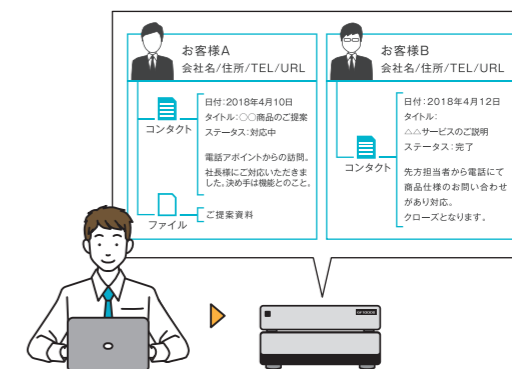 お客様A
会社名/住所/TEL/URL
コンタクト
日付:2018年4月10日
タイトル:○○商品のご提案
ステータス:対応中
電話アポイントからの訪問。
社長様にご対応いただきま
した。決め手は機能とのこと。
ファイル
ご提案資料
お客様B
会社名/住所/TEL/URL
コンタクト
日付:2018年4月12日
タイトル:
△△サービスのご説明
ステータス:完了
先方担当者から電話にて
商品仕様のお問い合わせ
があり対応。
クローズとなります。